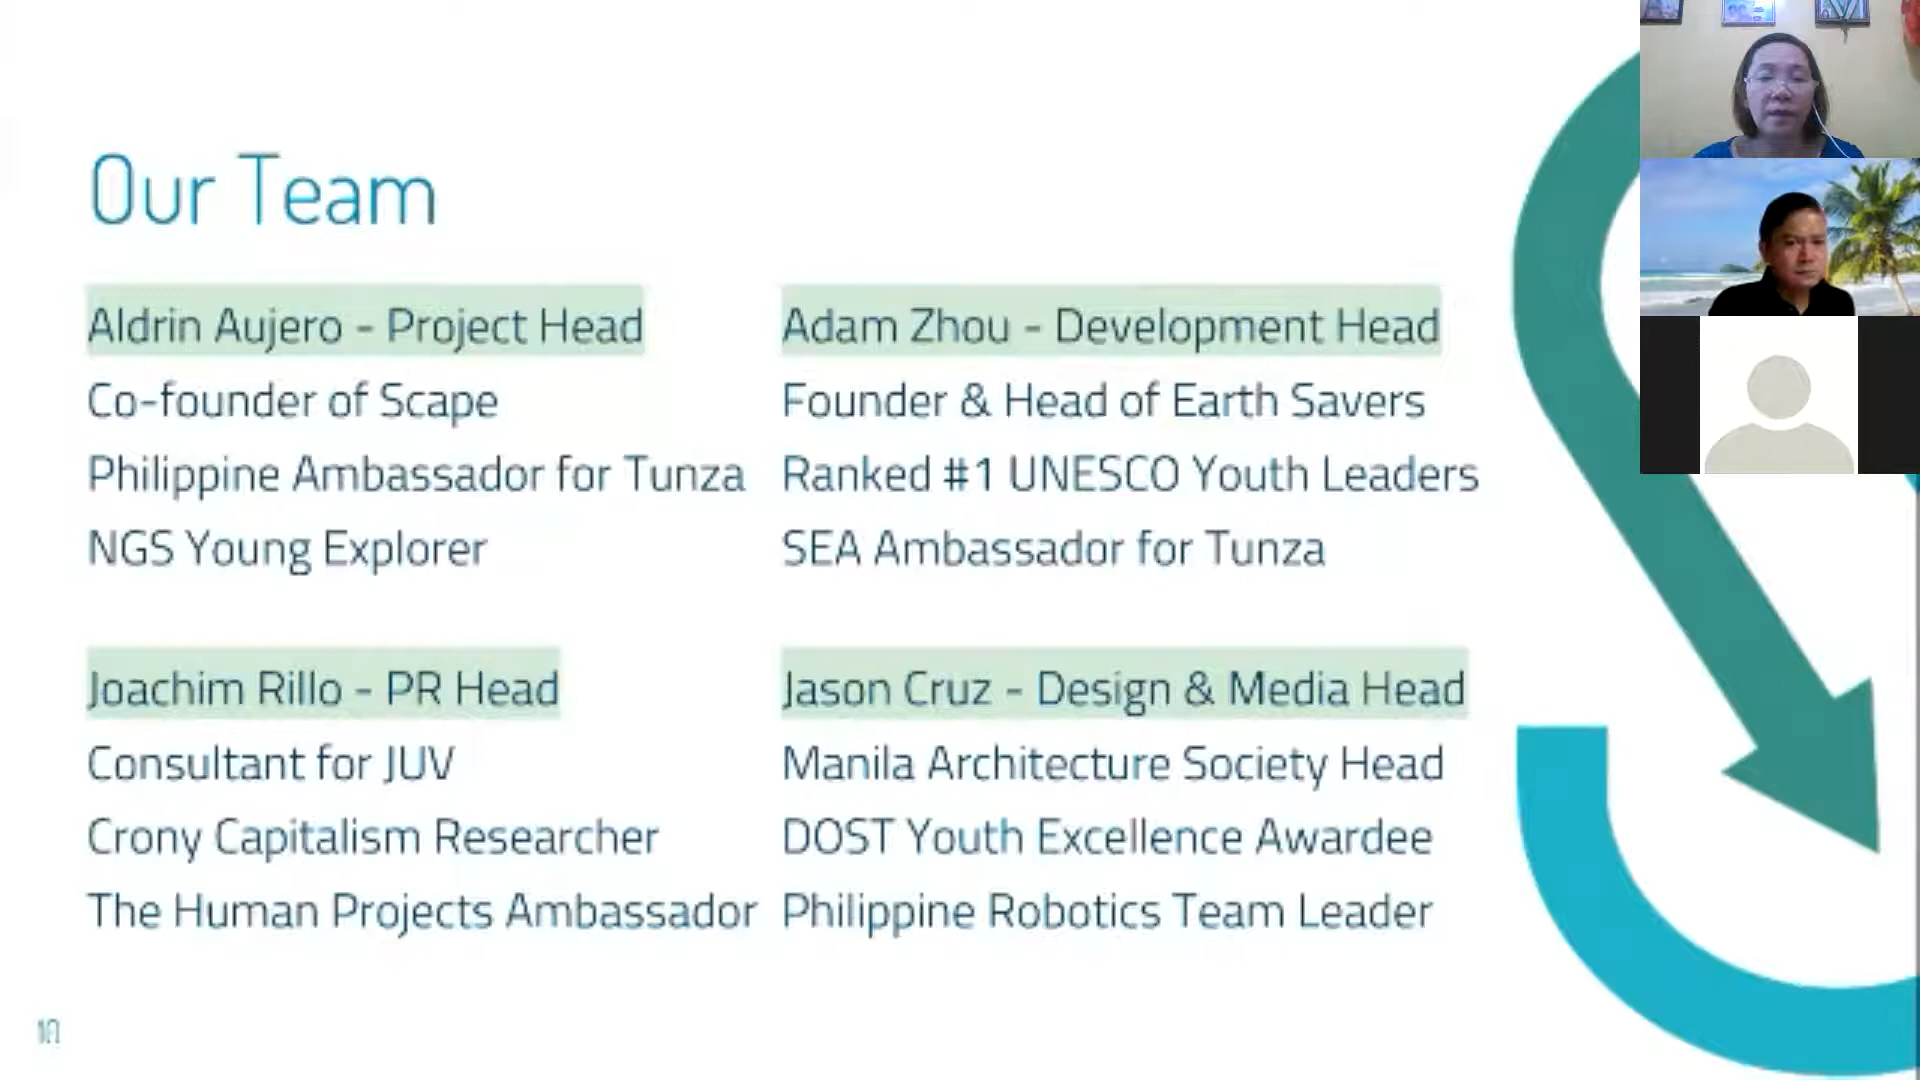 Our Team
Aldrin Aujero - Project Head
Co-founder of Scape
Philippine Ambassador for Tunza
NGS Young Explorer
Adam Zhou - Development Head
Founder & Head of Earth Savers
Ranked #1 UNESCO Youth Leaders
SEA Ambassador for Tunza
Joachim Rillo - PR Head
Consultant for JUV
Crony Capitalism Researcher
The Human Projects Ambassador
Jason Cruz - Design & Media Head
Manila Architecture Society Head
DOST Youth Excellence Awardee
Philippine Robotics Team Leader